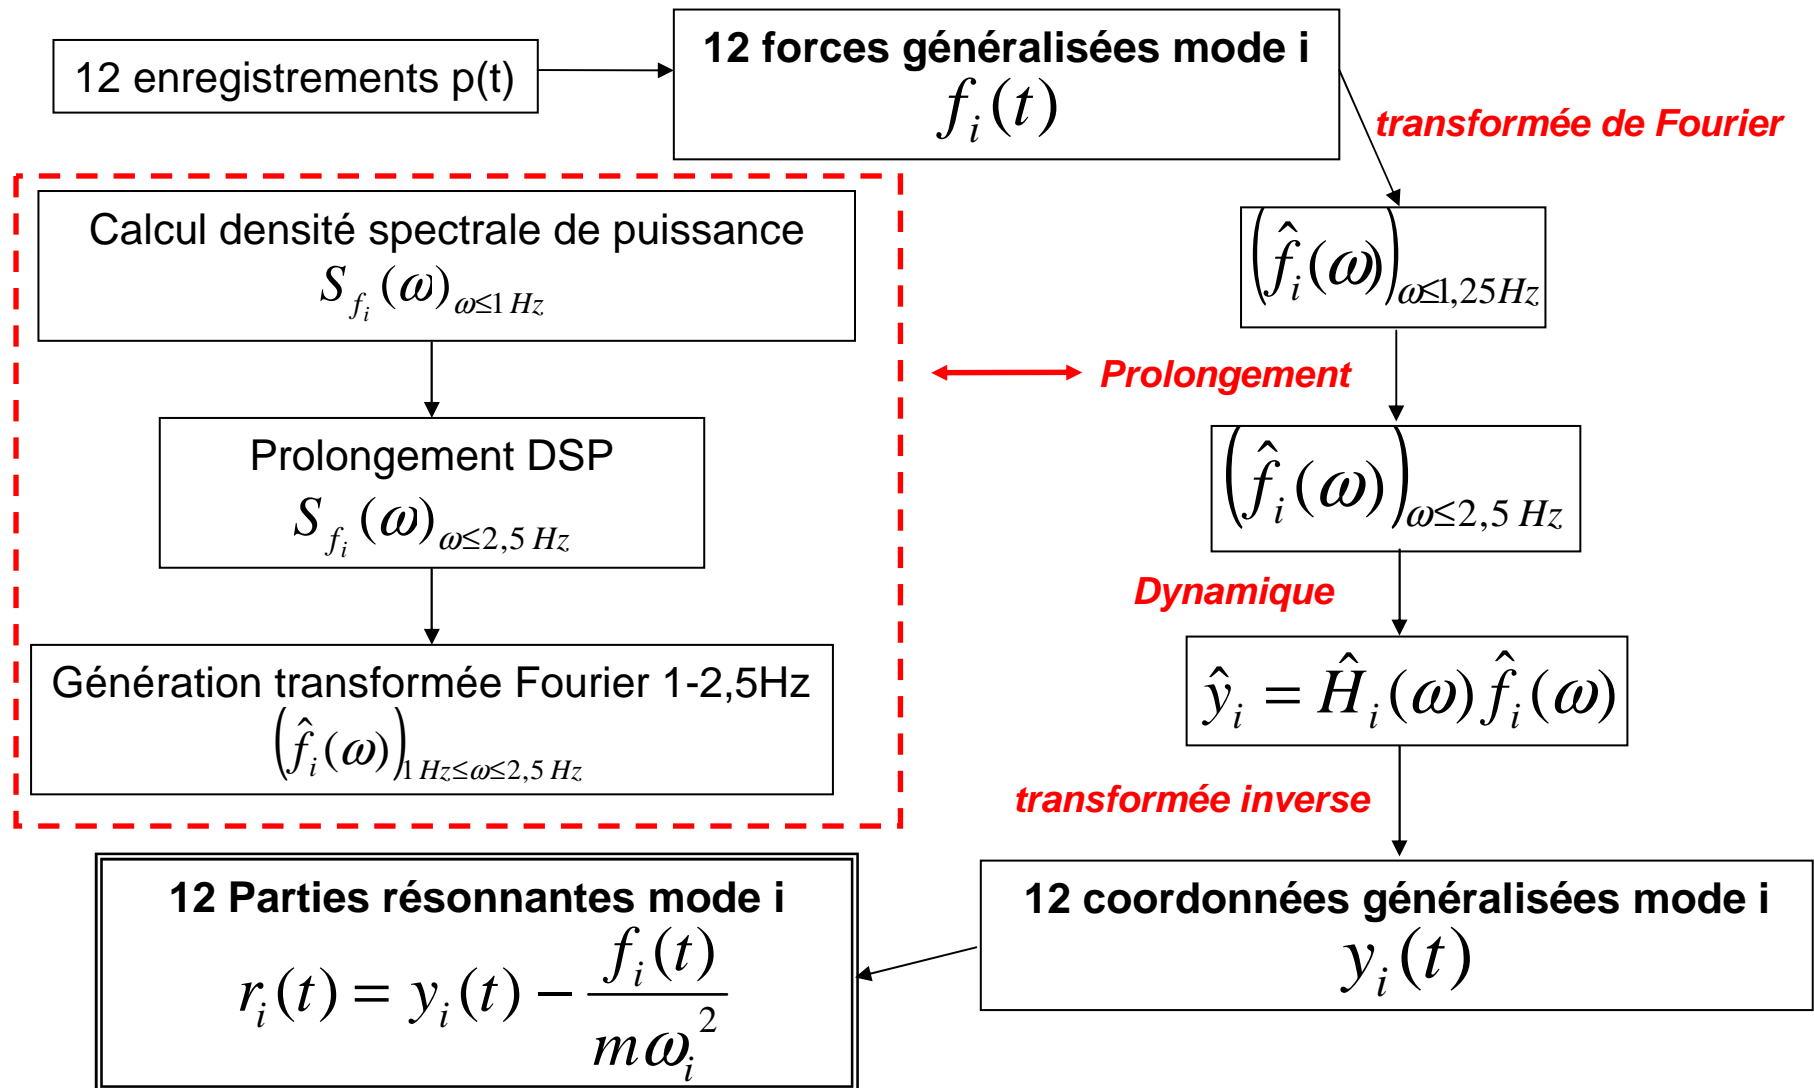 12 enregistrements p(t)
12 forces généralisées mode i
f_i(t)
transformée de Fourier
(f̂_i(ω))_{ω≤1,25Hz}
Prolongement
(f̂_i(ω))_{ω≤2,5 Hz}
Dynamique
ŷ_i = Ĥ_i(ω) f̂_i(ω)
transformée inverse
12 coordonnées généralisées mode i
y_i(t)
Calcul densité spectrale de puissance
S_{f_i}(ω)_{ω≤1 Hz}
Prolongement DSP
S_{f_i}(ω)_{ω≤2,5 Hz}
Génération transformée Fourier 1-2,5Hz
(f̂_i(ω))_{1 Hz≤ω≤2,5 Hz}
12 Parties résonnantes mode i
r_i(t) = y_i(t) − f_i(t) / mω_i²